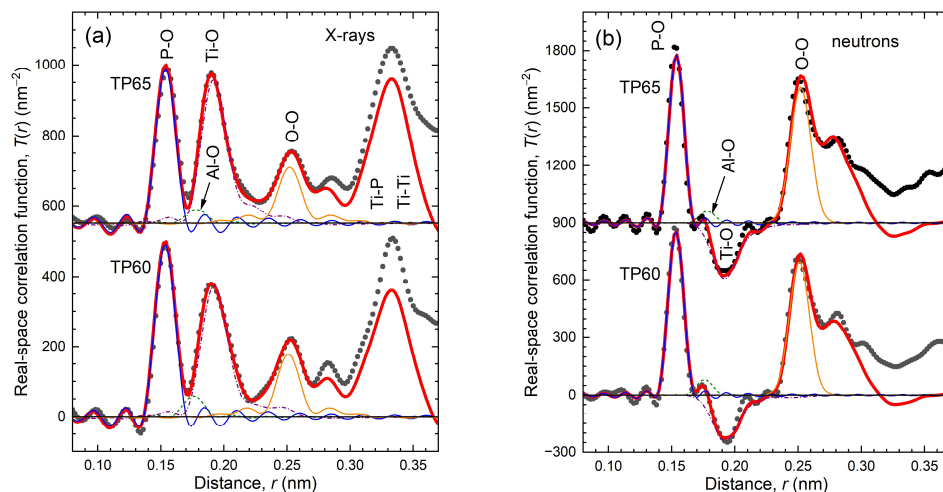 (a)
X-rays
P-O
Ti-O
TP65
Al-O
O-O
Ti-P
Ti-Ti
TP60
Real-space correlation function, T(r) (nm⁻²)
1000
800
600
400
200
0
0.10 0.15 0.20 0.25 0.30 0.35
Distance, r (nm)
(b)
neutrons
P-O
O-O
TP65
Al-O
Ti-O
TP60
Real-space correlation function, T(r) (nm⁻²)
1800
1500
1200
900
600
300
0
−300
0.10 0.15 0.20 0.25 0.30 0.35
Distance, r (nm)